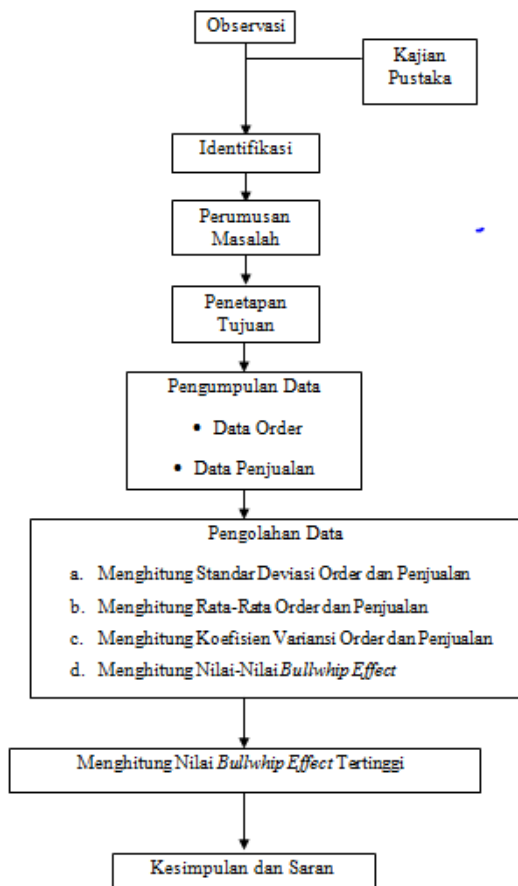 Observasi
Kajian
Pustaka
Identifikasi
Perumusan
Masalah
Penetapan
Tujuan
Pengumpulan Data
• Data Order
• Data Penjualan
Pengolahan Data
a. Menghitung Standar Deviasi Order dan Penjualan
b. Menghitung Rata-Rata Order dan Penjualan
c. Menghitung Koefisien Variansi Order dan Penjualan
d. Menghitung Nilai-Nilai Bullwhip Effect
Menghitung Nilai Bullwhip Effect Tertinggi
Kesimpulan dan Saran